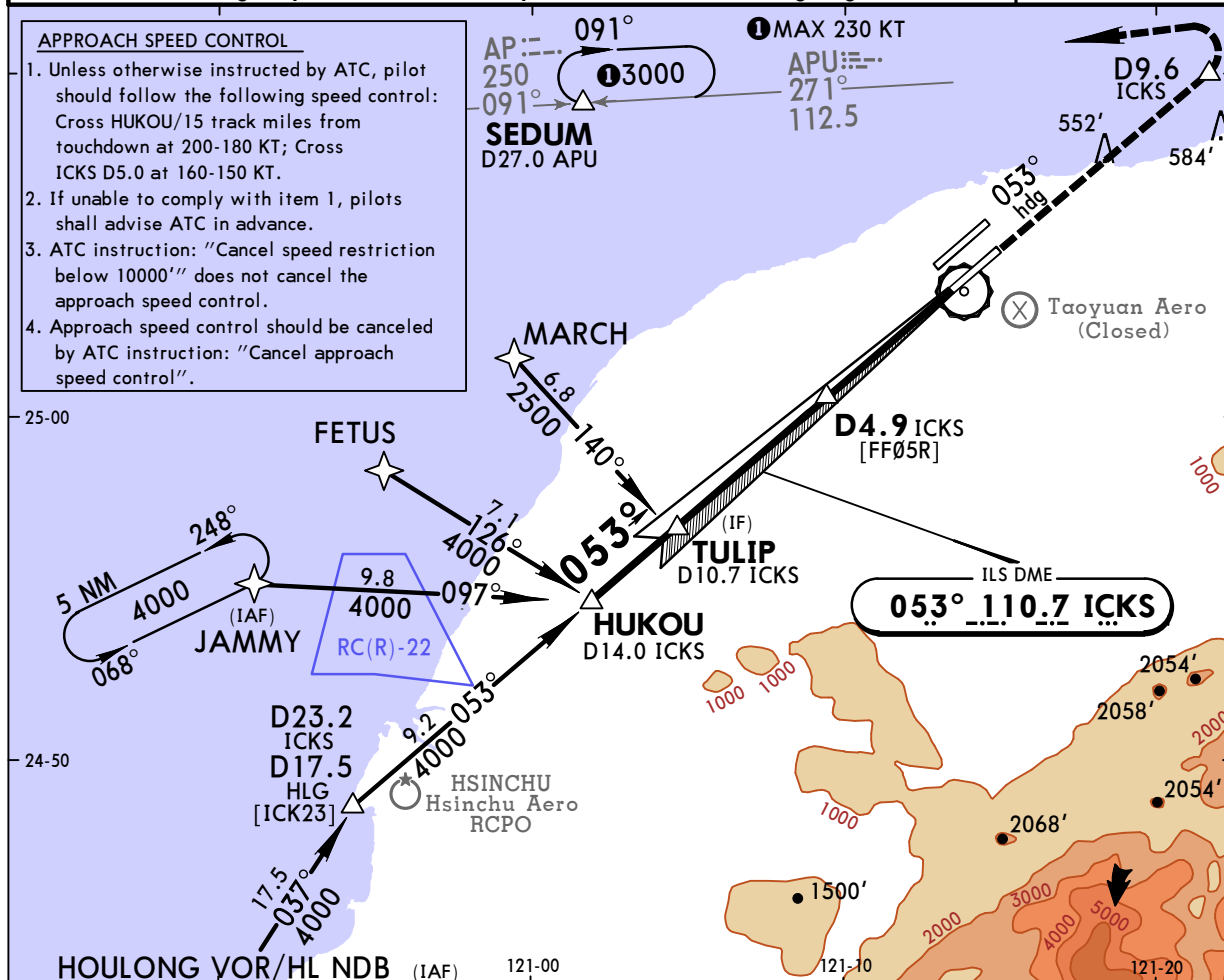 APPROACH SPEED CONTROL
1. Unless otherwise instructed by ATC, pilot
should follow the following speed control:
Cross HUKOU/15 track miles from
touchdown at 200-180 KT; Cross
ICKS D5.0 at 160-150 KT.
2. If unable to comply with item 1, pilots
shall advise ATC in advance.
3. ATC instruction: "Cancel speed restriction
below 10000'" does not cancel the
approach speed control.
4. Approach speed control should be canceled
by ATC instruction: "Cancel approach
speed control".
AP
250
091°
091°
1 3000
SEDUM
D27.0 APU
1 MAX 230 KT
APU
271°
112.5
D9.6
ICKS
552'
584'
053°
hdg
Taoyuan Aero
(Closed)
MARCH
6.8
2500
140°
25-00
FETUS
7.1
126°
4000
D4.9 ICKS
[FFØ5R]
1000
053°
(IF)
TULIP
D10.7 ICKS
248°
5 NM
4000
068°
(IAF)
JAMMY
9.8
4000
097°
RC(R)-22
HUKOU
D14.0 ICKS
ILS DME
053° 110.7 ICKS
1000
1000
2054'
2058'
2000
D23.2
ICKS
D17.5
HLG
[ICK23]
9.2
4000
053°
24-50
HSINCHU
Hsinchu Aero
RCPO
1000
2054'
2068'
1500'
17.5
037°
4000
2000
3000
4000
5000
HOULONG VOR/HL NDB (IAF)
121-00
121-10
121-20